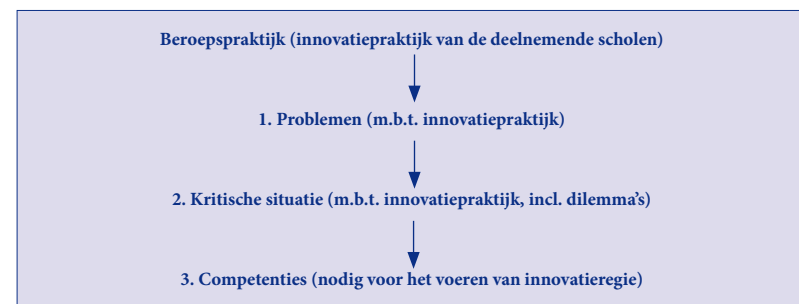 Beroepspraktijk (innovatiepraktijk van de deelnemende scholen)
1. Problemen (m.b.t. innovatiepraktijk)
2. Kritische situatie (m.b.t. innovatiepraktijk, incl. dilemma’s)
3. Competenties (nodig voor het voeren van innovatieregie)